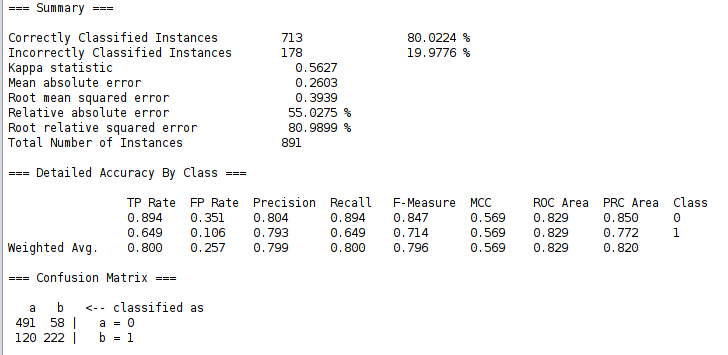 === Summary ===
Correctly Classified Instances 713 80.0224 %
Incorrectly Classified Instances 178 19.9776 %
Kappa statistic 0.5627
Mean absolute error 0.2603
Root mean squared error 0.3939
Relative absolute error 55.0275 %
Root relative squared error 80.9899 %
Total Number of Instances 891
=== Detailed Accuracy By Class ===
TP Rate FP Rate Precision Recall F-Measure MCC ROC Area PRC Area Class
0.894 0.351 0.804 0.894 0.847 0.569 0.829 0.850 0
0.649 0.106 0.793 0.649 0.714 0.569 0.829 0.772 1
Weighted Avg. 0.800 0.257 0.799 0.800 0.796 0.569 0.829 0.820
=== Confusion Matrix ===
a b <-- classified as
491 58 | a = 0
120 222 | b = 1